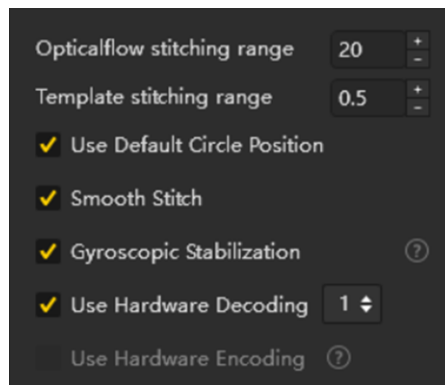 Opticalflow stitching range 20 + -
Template stitching range 0.5 + -
Use Default Circle Position
Smooth Stitch
Gyroscopic Stabilization ?
Use Hardware Decoding 1
Use Hardware Encoding ?